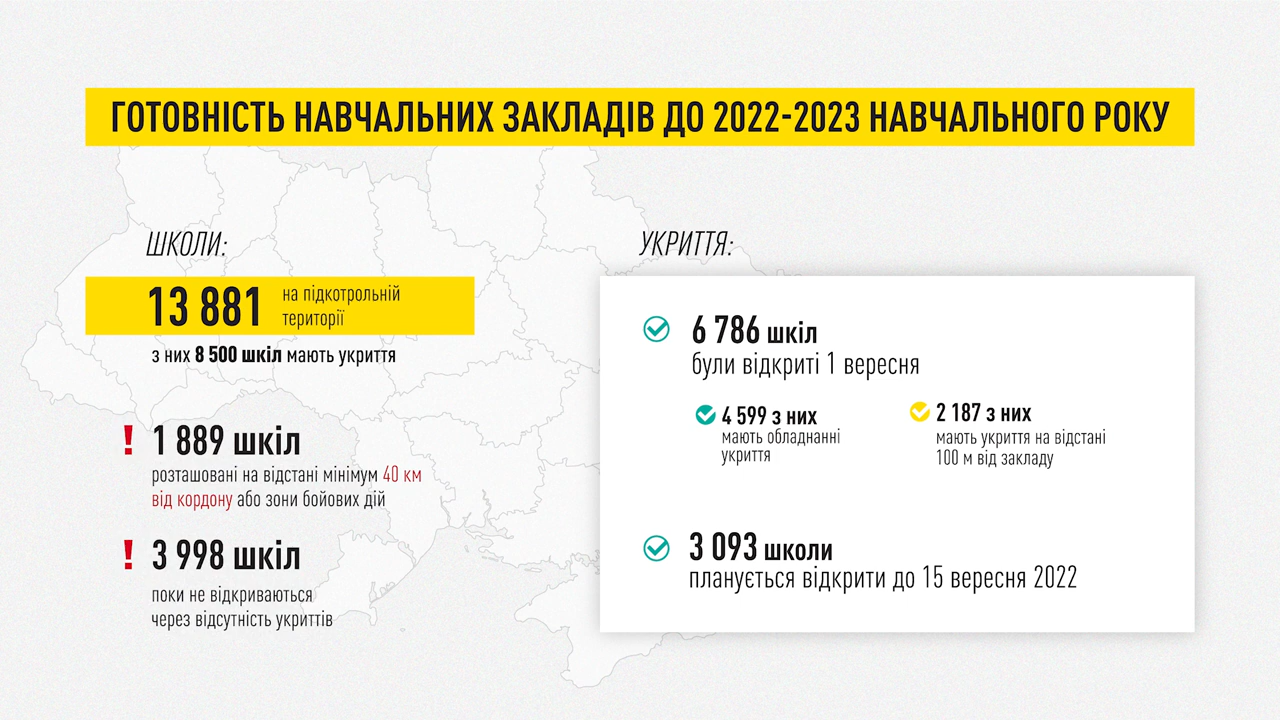 ГОТОВНІСТЬ НАВЧАЛЬНИХ ЗАКЛАДІВ ДО 2022-2023 НАВЧАЛЬНОГО РОКУ
ШКОЛИ:
13 881 на підкотрольній
території
з них 8 500 шкіл мають укриття
! 1 889 шкіл
розташовані на відстані мінімум 40 км
від кордону або зони бойових дій
! 3 998 шкіл
поки не відкриваються
через відсутність укриттів
УКРИТТЯ:
6 786 шкіл
були відкриті 1 вересня
4 599 з них
мають обладнанні
укриття
2 187 з них
мають укриття на відстані
100 м від закладу
3 093 школи
планується відкрити до 15 вересня 2022